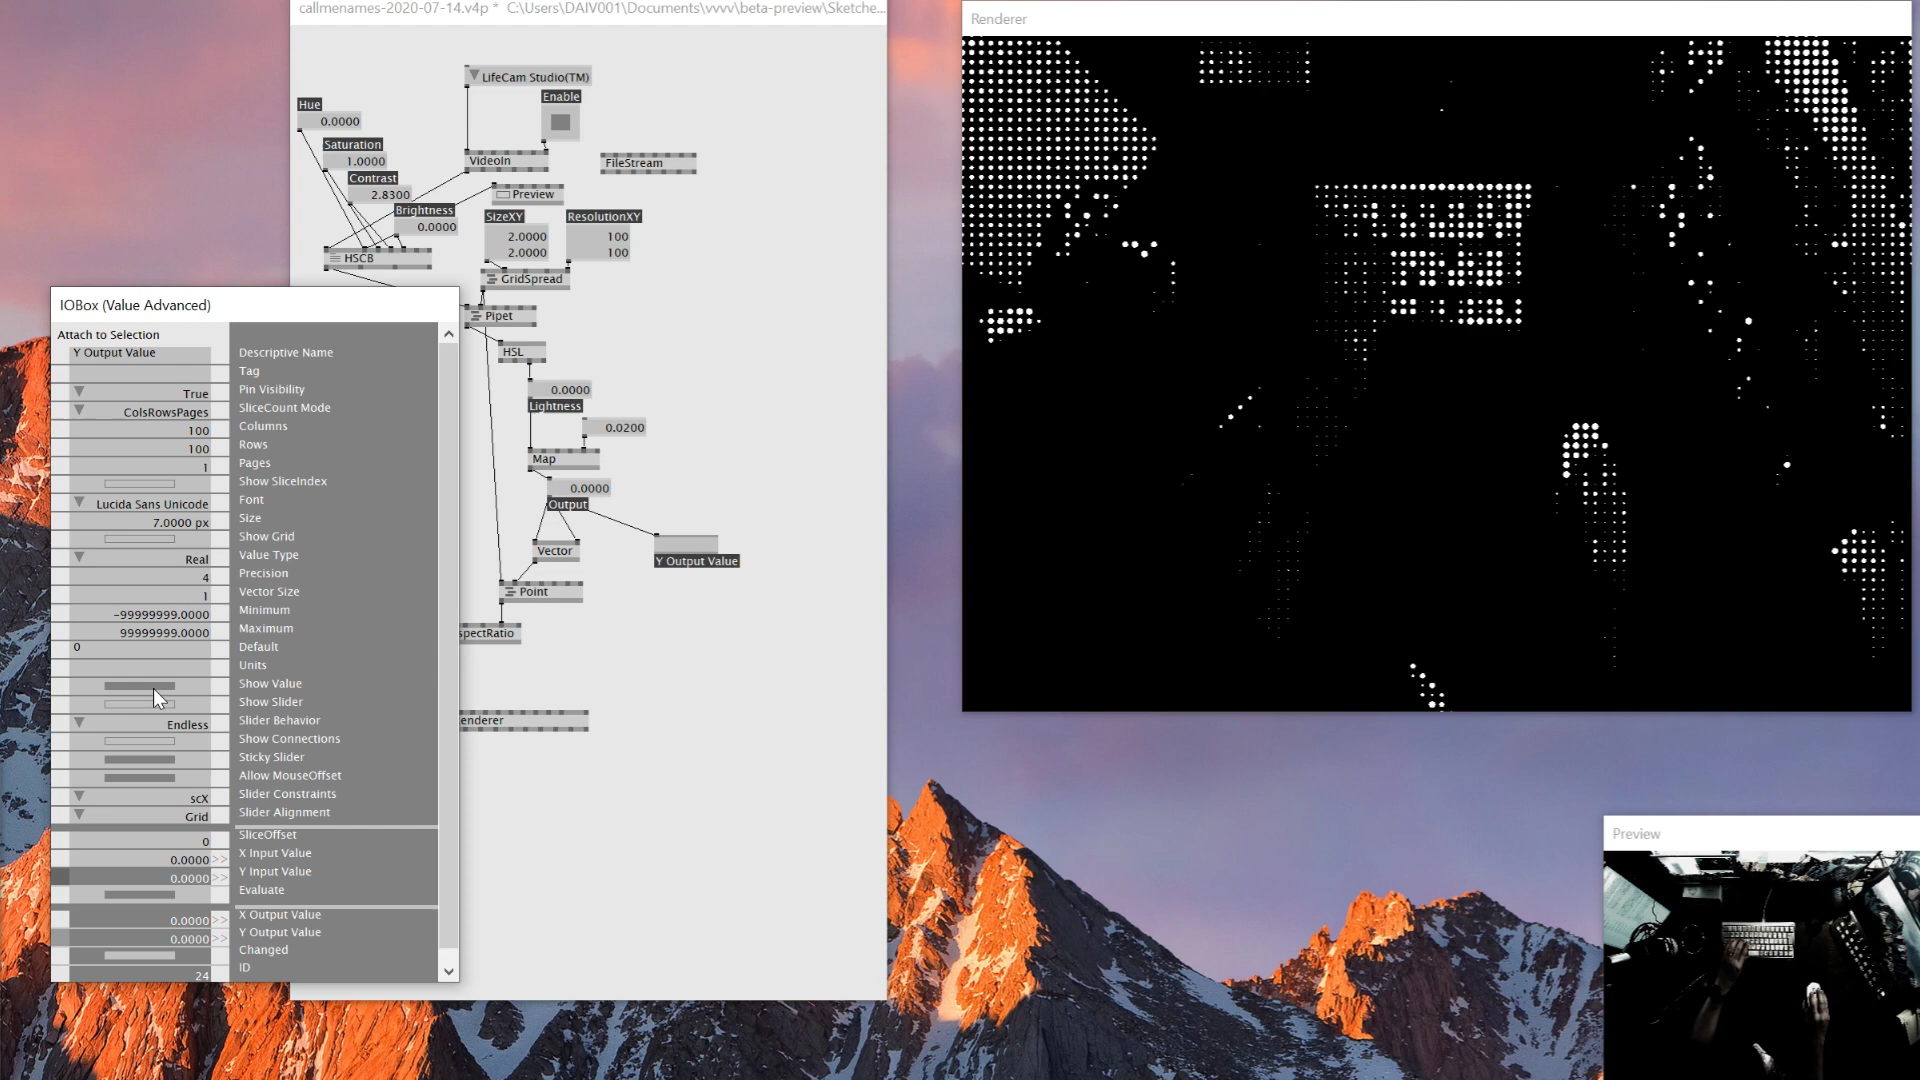 callmenames-2020-07-14.v4p * C:\Users\DAIV001\Documents\vvvv\beta-preview\Sketche...
Renderer
LifeCam Studio(TM)
Enable
Hue
0.0000
Saturation
1.0000
Contrast
2.8300
Brightness
0.0000
VideoIn
FileStream
Preview
SizeXY
ResolutionXY
2.0000
100
2.0000
100
HSCB
GridSpread
Pipet
HSL
0.0000
Lightness
0.0200
Map
0.0000
Output
Vector
Y Output Value
Point
spectRatio
enderer
IOBox (Value Advanced)
Attach to Selection
Y Output Value
Descriptive Name
Tag
True
Pin Visibility
ColsRowsPages
SliceCount Mode
100
Columns
100
Rows
1
Pages
Show SliceIndex
Lucida Sans Unicode
Font
7.0000 px
Size
Show Grid
Real
Value Type
4
Precision
1
Vector Size
-99999999.0000
Minimum
99999999.0000
Maximum
0
Default
Units
Show Value
Show Slider
Endless
Slider Behavior
Show Connections
Sticky Slider
Allow MouseOffset
scX
Slider Constraints
Grid
Slider Alignment
0
SliceOffset
0.0000 >>
X Input Value
0.0000 >>
Y Input Value
Evaluate
0.0000 >>
X Output Value
0.0000 >>
Y Output Value
Changed
24
ID
Preview